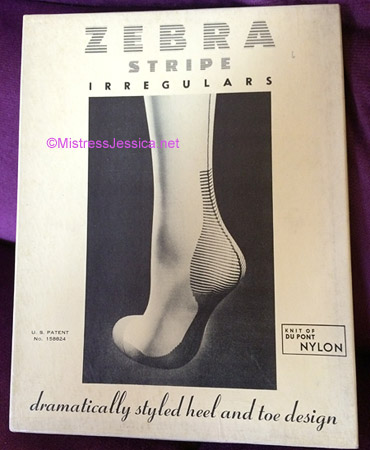 ZEBRA
STRIPE
IRREGULARS
©MistressJessica.net
U. S. PATENT
No. 158624
KNIT OF
DU PONT
NYLON
dramatically styled heel and toe design